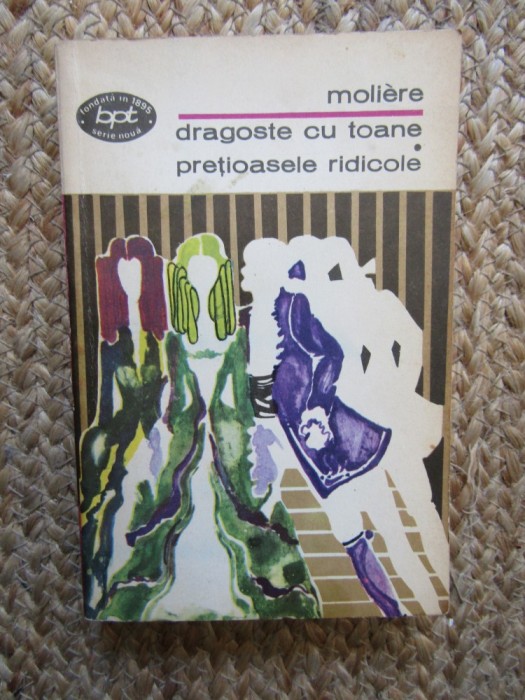 fondată în 1895
bpt
serie nouă
molière
dragoste cu toane •
prețioasele ridicole